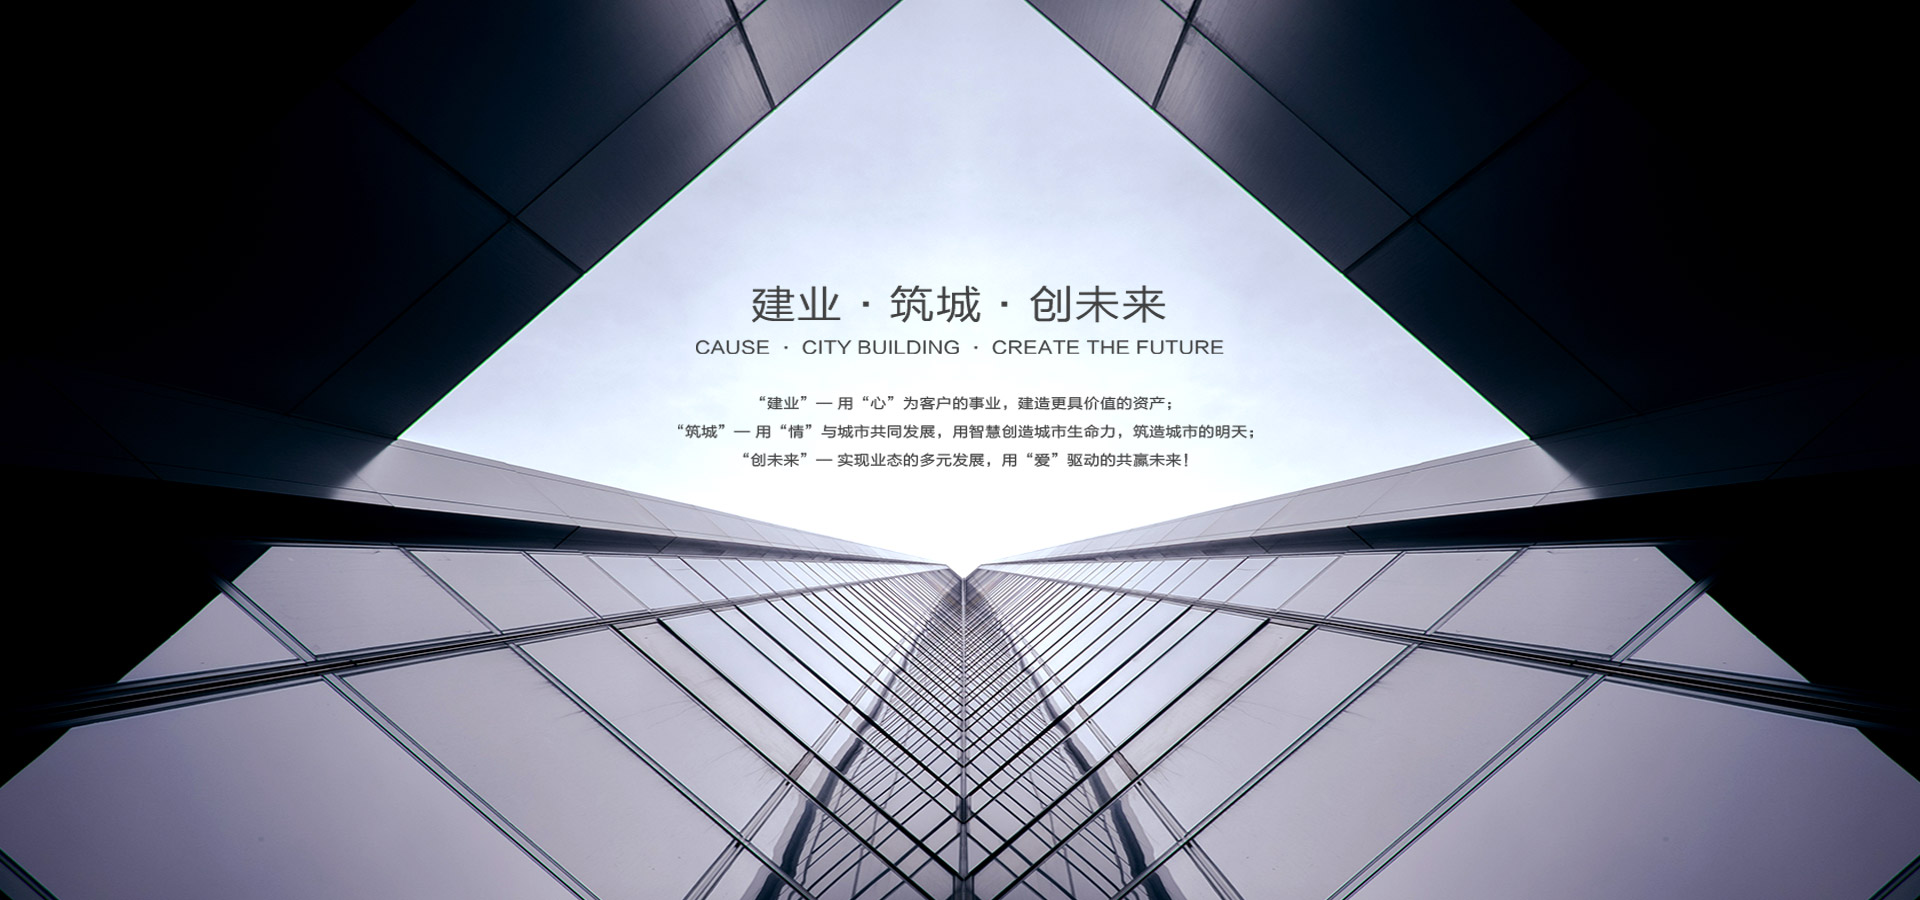 建业 · 筑城 · 创未来
CAUSE · CITY BUILDING · CREATE THE FUTURE
“建业”— 用“心”为客户的事业，建造更具价值的资产；
“筑城”— 用“情”与城市共同发展，用智慧创造城市生命力，筑造城市的明天；
“创未来”— 实现业态的多元发展，用“爱”驱动的共赢未来！